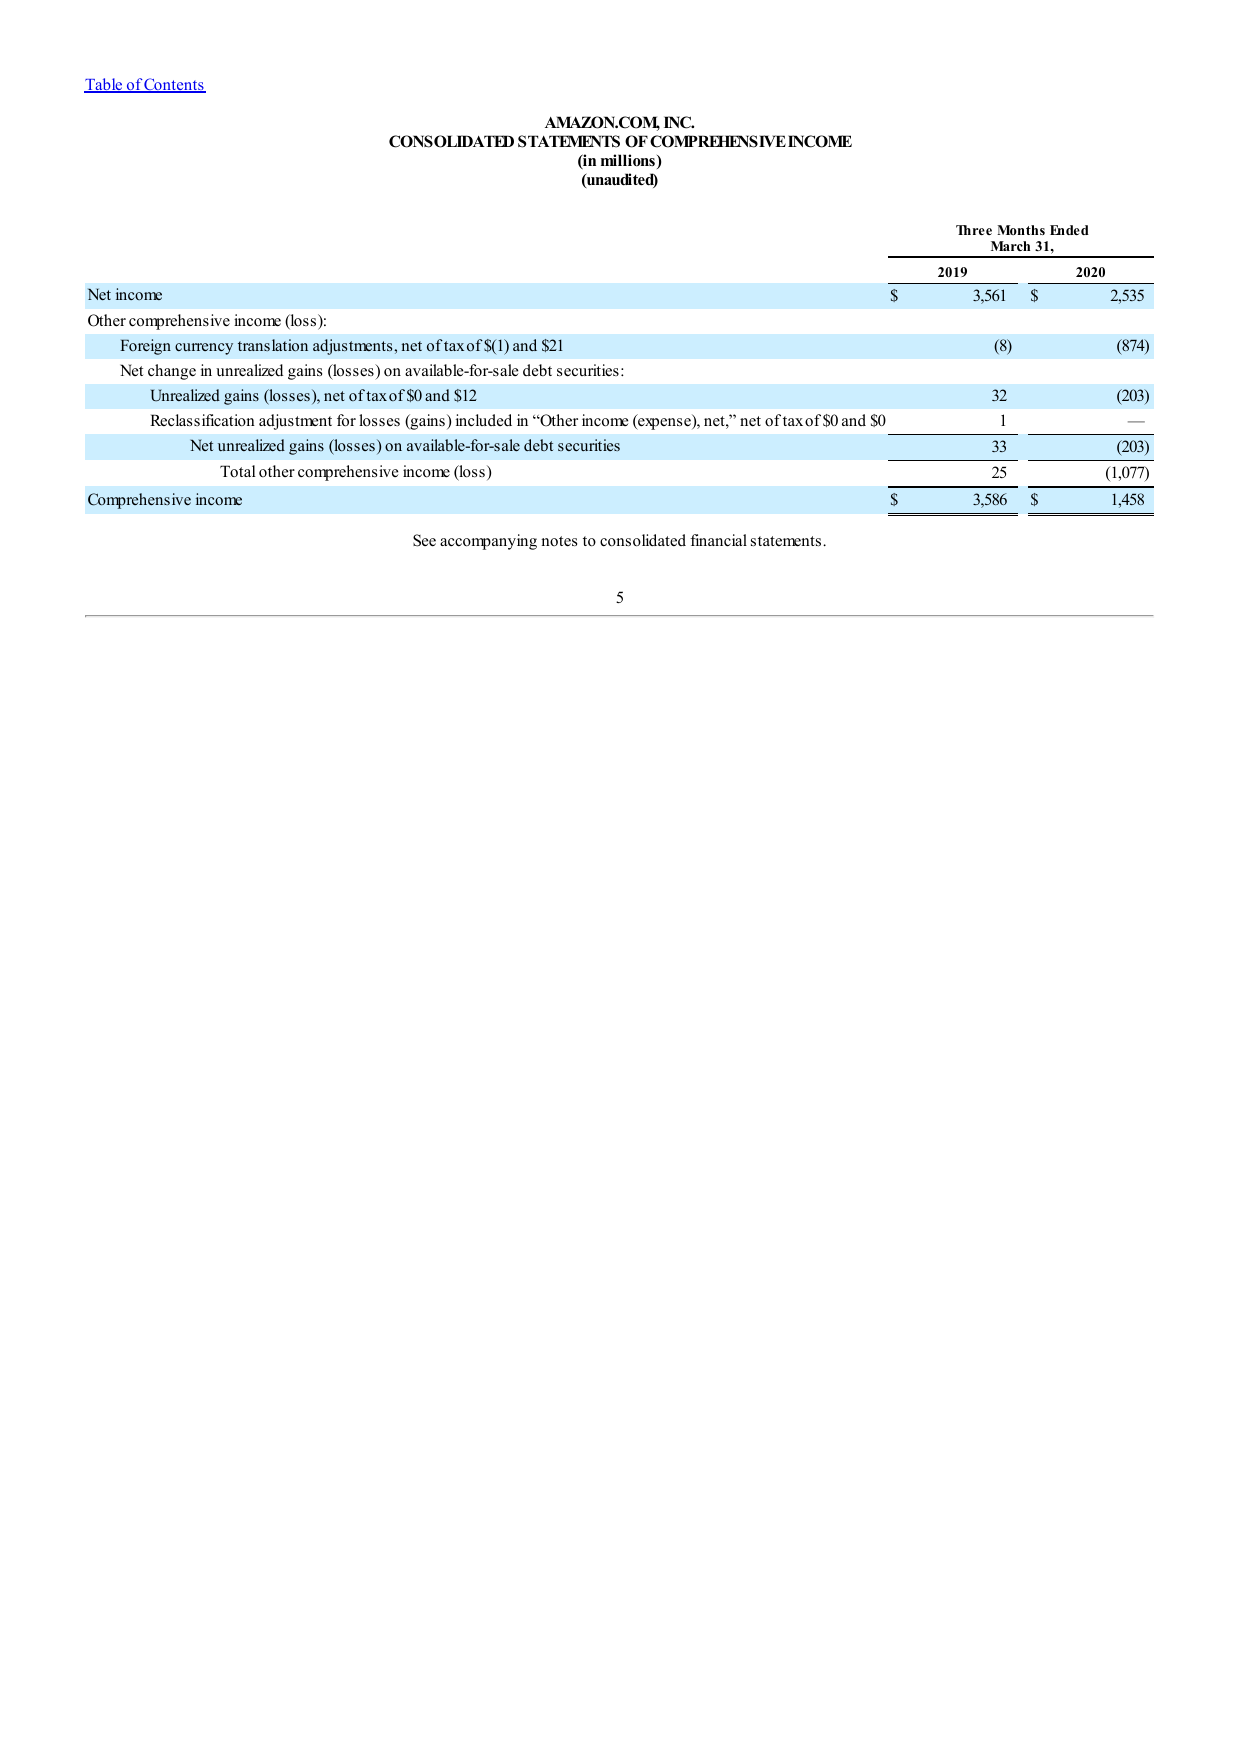 Table of Contents
AMAZON.COM, INC.
CONSOLIDATED STATEMENTS OF COMPREHENSIVE INCOME
(in millions)
(unaudited)
Three Months Ended
March 31,
2019 2020
Net income $ 3,561 $ 2,535
Other comprehensive income (loss):
Foreign currency translation adjustments, net of tax of $(1) and $21 (8) (874)
Net change in unrealized gains (losses) on available-for-sale debt securities:
Unrealized gains (losses), net of tax of $0 and $12 32 (203)
Reclassification adjustment for losses (gains) included in “Other income (expense), net,” net of tax of $0 and $0 1 —
Net unrealized gains (losses) on available-for-sale debt securities 33 (203)
Total other comprehensive income (loss) 25 (1,077)
Comprehensive income $ 3,586 $ 1,458
See accompanying notes to consolidated financial statements.
5